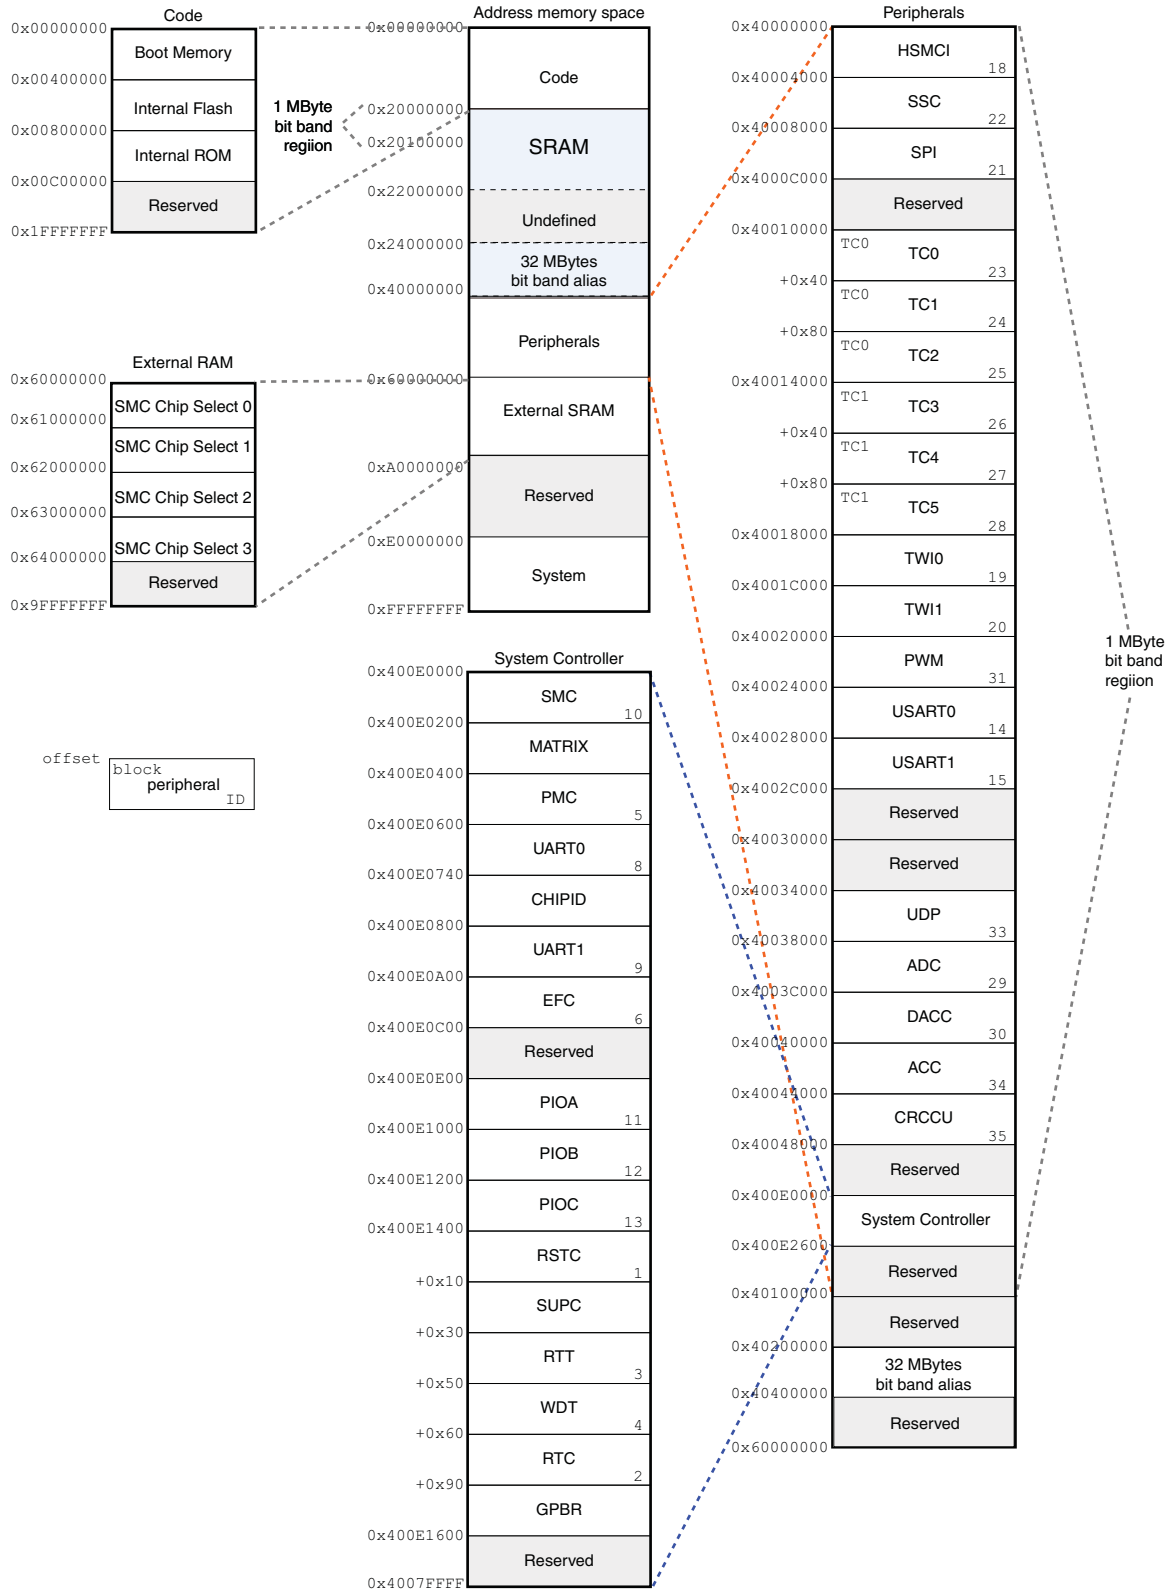 Code
0x00000000
Boot Memory
0x00400000
Internal Flash
0x00800000
Internal ROM
0x00C00000
Reserved
0x1FFFFFFF
1 MByte
bit band
regiion
External RAM
0x60000000
SMC Chip Select 0
0x61000000
SMC Chip Select 1
0x62000000
SMC Chip Select 2
0x63000000
SMC Chip Select 3
0x64000000
Reserved
0x9FFFFFFF
offset
block
peripheral
ID
Address memory space
0x00000000
Code
0x20000000
0x20100000
SRAM
0x22000000
Undefined
0x24000000
32 MBytes
bit band alias
0x40000000
Peripherals
0x60000000
External SRAM
0xA0000000
Reserved
0xE0000000
System
0xFFFFFFFF
System Controller
0x400E0000
SMC
10
0x400E0200
MATRIX
0x400E0400
PMC
5
0x400E0600
UART0
8
0x400E0740
CHIPID
0x400E0800
UART1
9
0x400E0A00
EFC
6
0x400E0C00
Reserved
0x400E0E00
PIOA
11
0x400E1000
PIOB
12
0x400E1200
PIOC
13
0x400E1400
RSTC
1
+0x10
SUPC
+0x30
RTT
3
+0x50
WDT
4
+0x60
RTC
2
+0x90
GPBR
0x400E1600
Reserved
0x4007FFFF
Peripherals
0x40000000
HSMCI
18
0x40004000
SSC
22
0x40008000
SPI
21
0x4000C000
Reserved
0x40010000
TC0
TC0
23
+0x40
TC0
TC1
24
+0x80
TC0
TC2
25
0x40014000
TC1
TC3
26
+0x40
TC1
TC4
27
+0x80
TC1
TC5
28
0x40018000
TWI0
19
0x4001C000
TWI1
20
0x40020000
PWM
31
0x40024000
USART0
14
0x40028000
USART1
15
0x4002C000
Reserved
0x40030000
Reserved
0x40034000
UDP
33
0x40038000
ADC
29
0x4003C000
DACC
30
0x40040000
ACC
34
0x40044000
CRCCU
35
0x40048000
Reserved
0x400E0000
System Controller
0x400E2600
Reserved
0x40100000
Reserved
0x40200000
32 MBytes
bit band alias
0x40400000
Reserved
0x60000000
1 MByte
bit band
regiion